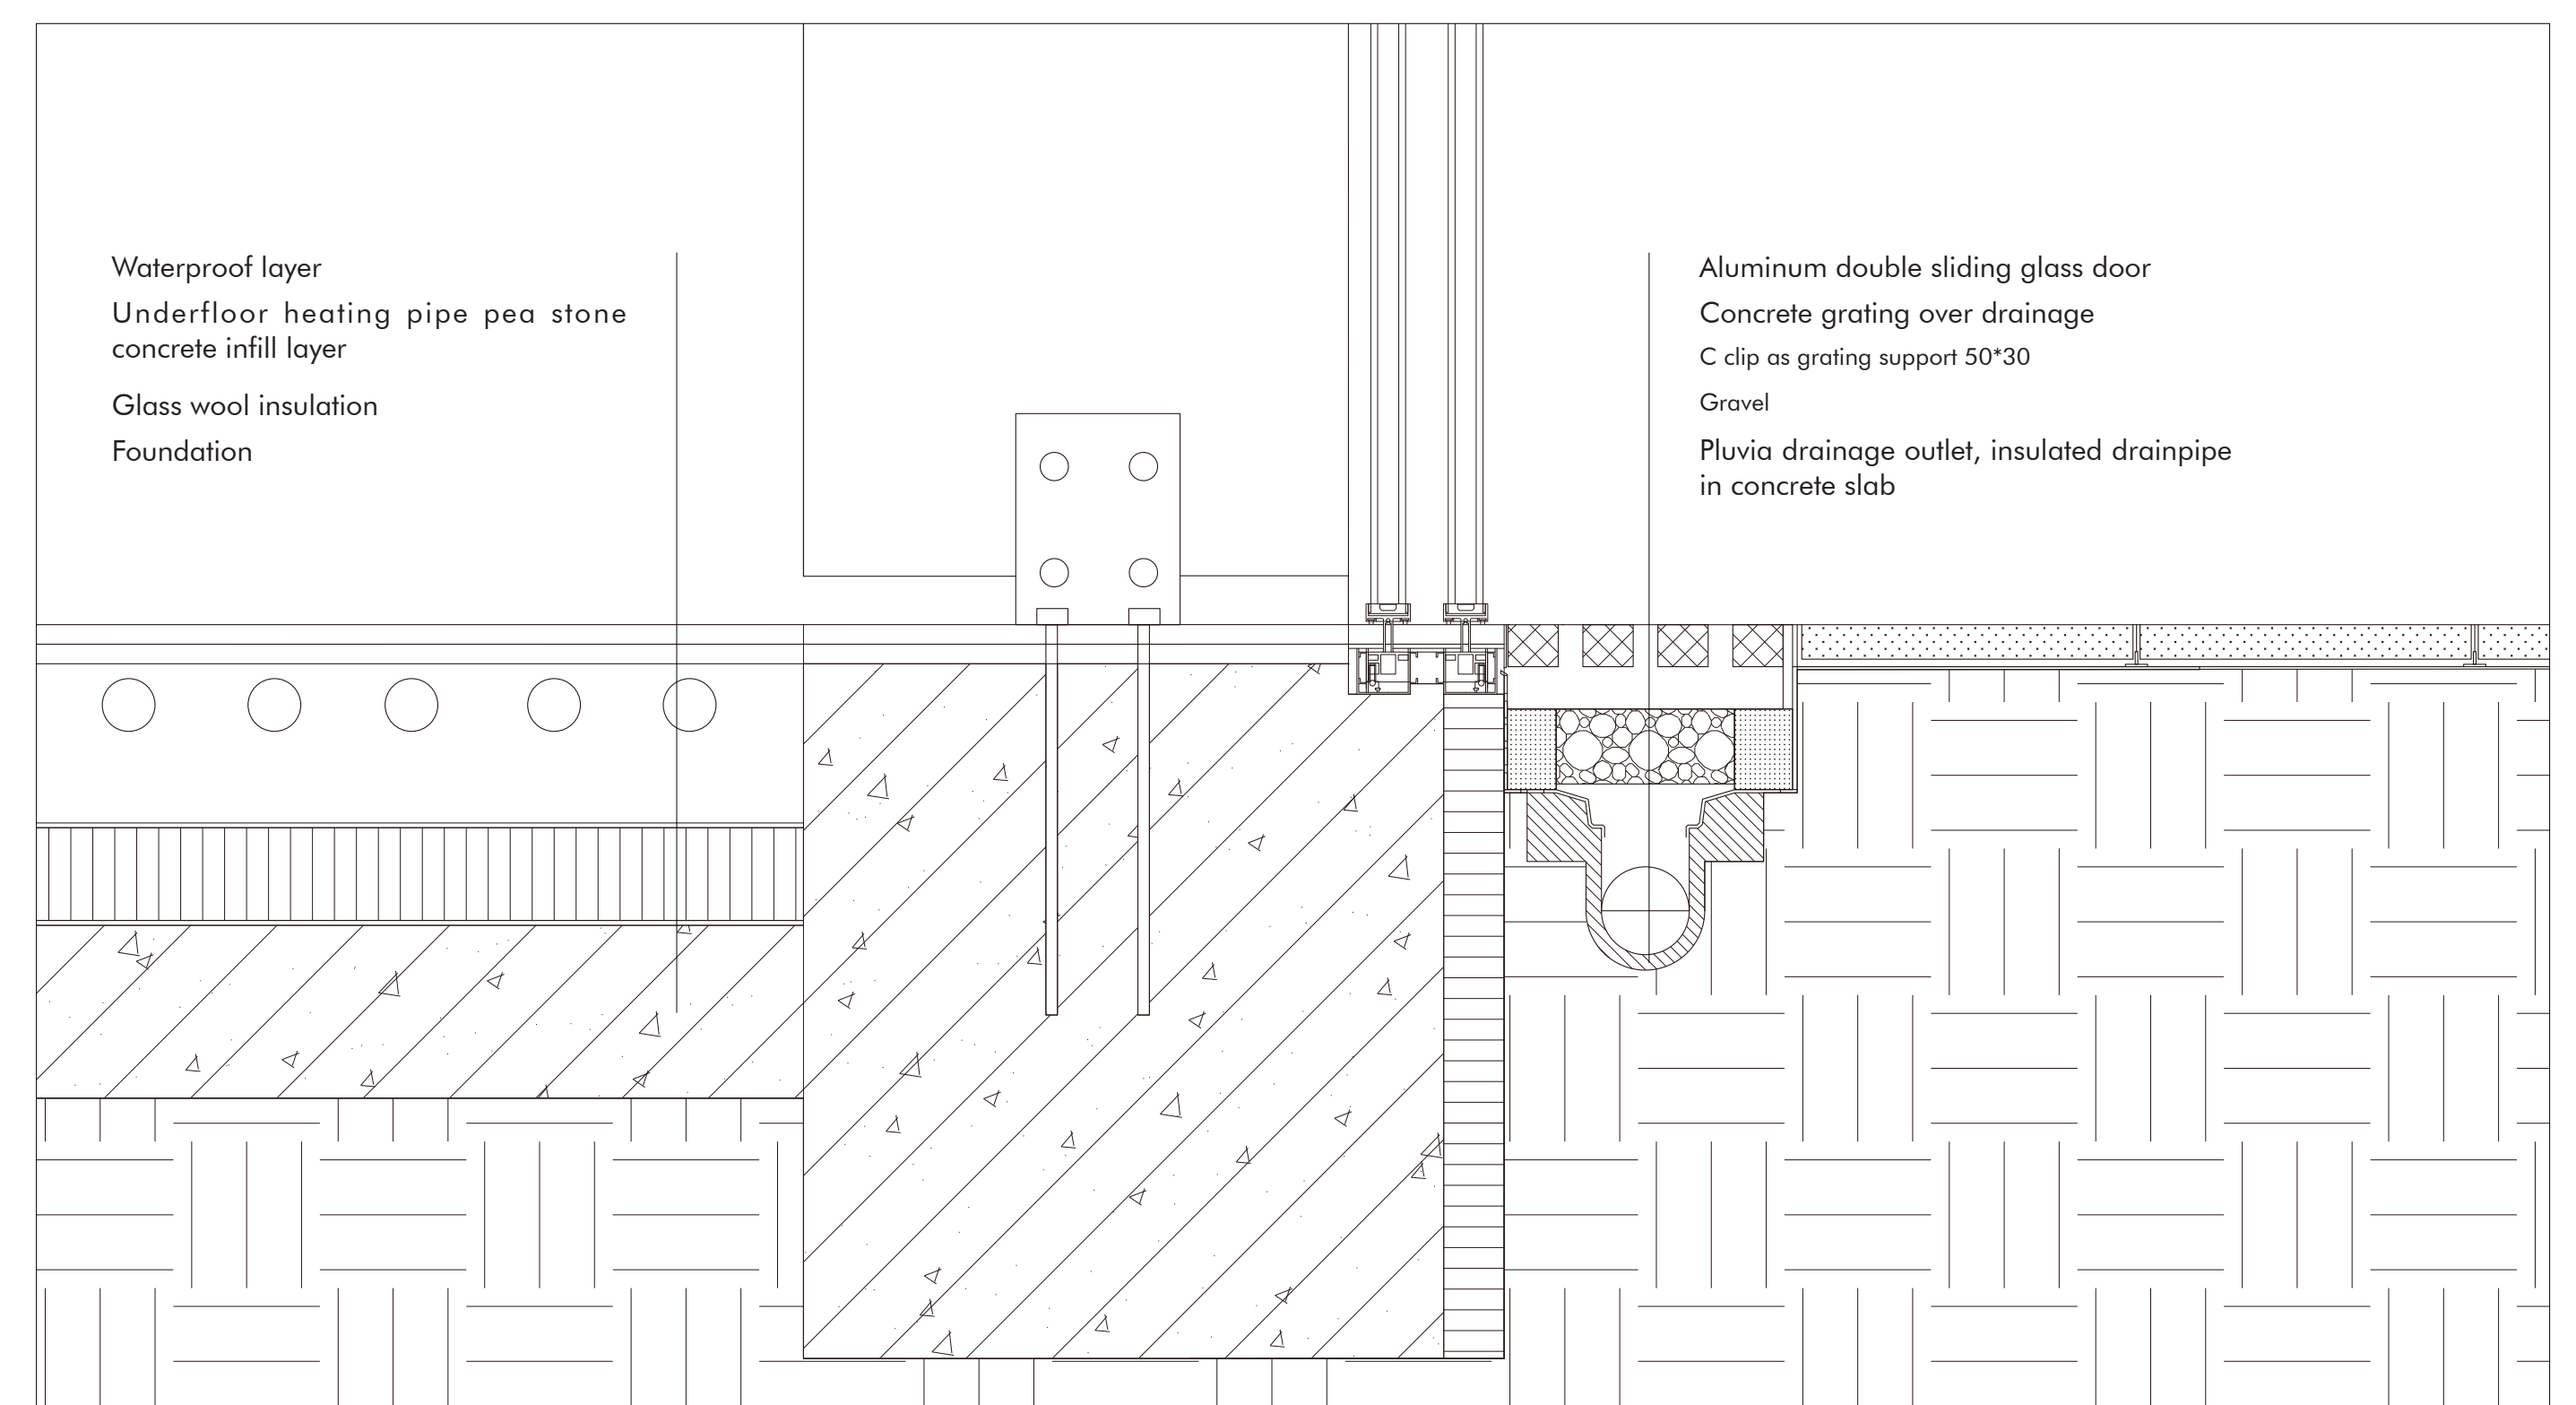 Waterproof layer
Underfloor heating pipe pea stone
concrete infill layer
Glass wool insulation
Foundation
Aluminum double sliding glass door
Concrete grating over drainage
C clip as grating support 50*30
Gravel
Pluvia drainage outlet, insulated drainpipe
in concrete slab